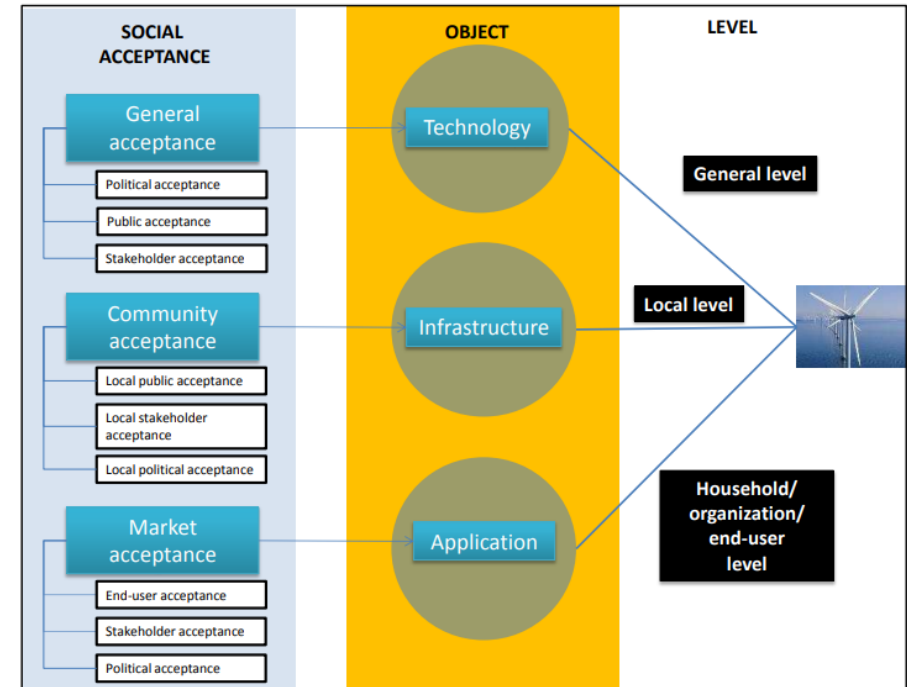 SOCIAL
ACCEPTANCE
OBJECT
LEVEL
General
acceptance
Political acceptance
Public acceptance
Stakeholder acceptance
Technology
General level
Community
acceptance
Local public acceptance
Local stakeholder
acceptance
Local political acceptance
Infrastructure
Local level
Market
acceptance
End-user acceptance
Stakeholder acceptance
Political acceptance
Application
Household/
organization/
end-user
level